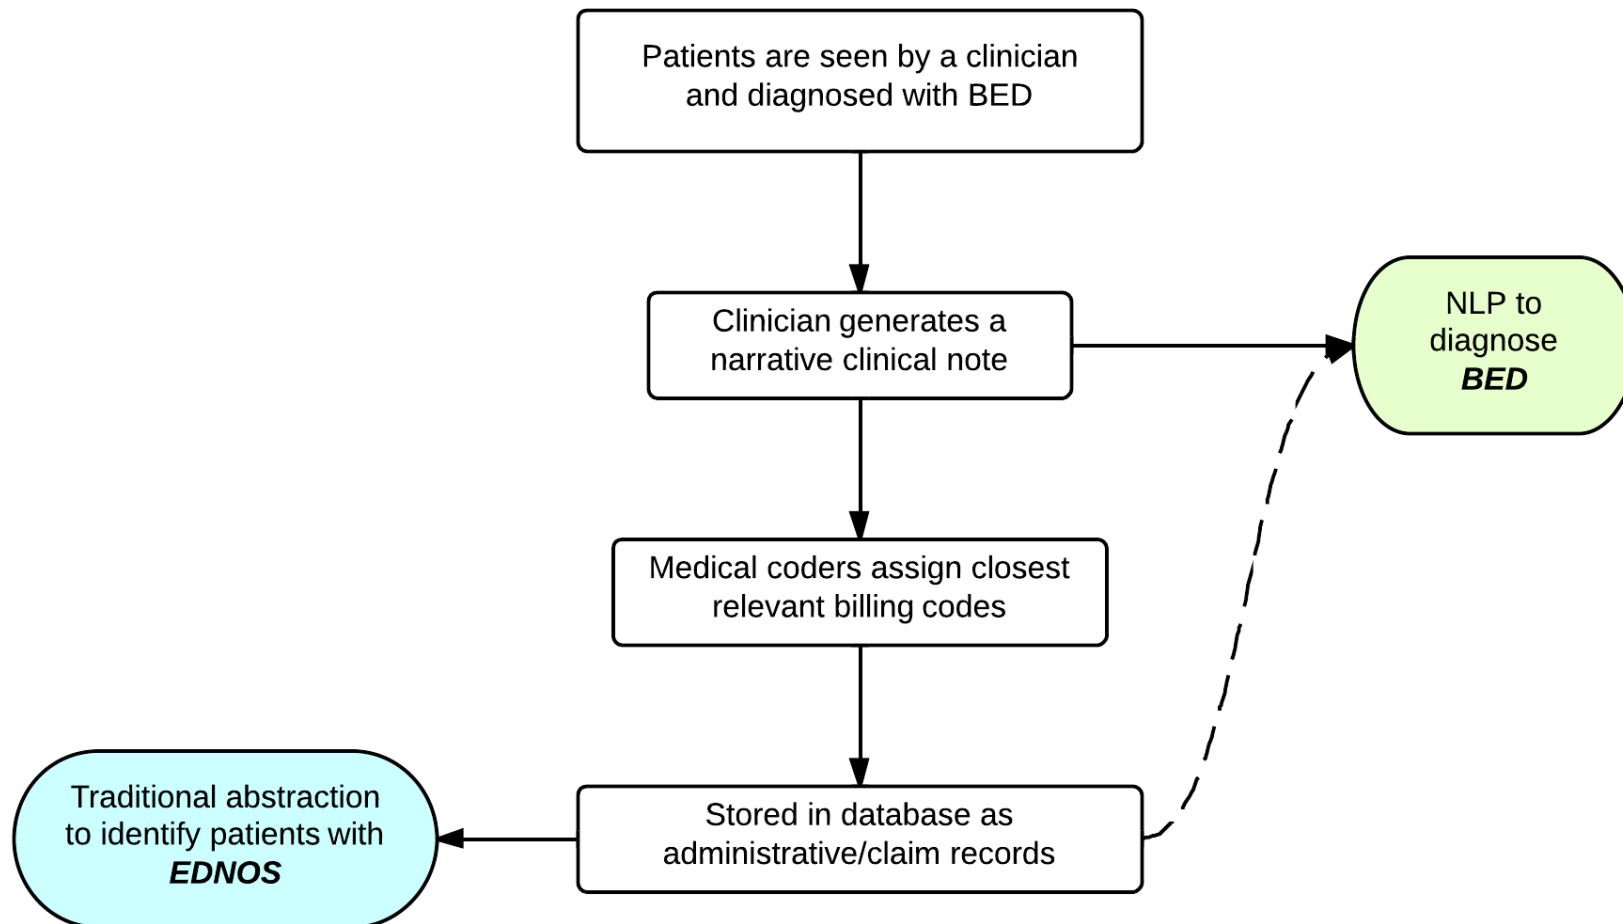 Patients are seen by a clinician
and diagnosed with BED
Clinician generates a
narrative clinical note
NLP to
diagnose
BED
Medical coders assign closest
relevant billing codes
Traditional abstraction
to identify patients with
EDNOS
Stored in database as
administrative/claim records